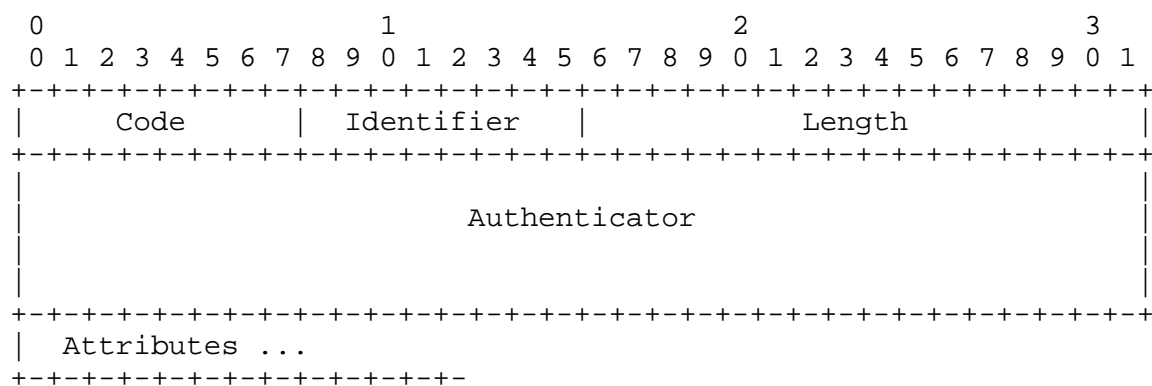 0                   1                   2                   3
 0 1 2 3 4 5 6 7 8 9 0 1 2 3 4 5 6 7 8 9 0 1 2 3 4 5 6 7 8 9 0 1
+-+-+-+-+-+-+-+-+-+-+-+-+-+-+-+-+-+-+-+-+-+-+-+-+-+-+-+-+-+-+-+-+
|     Code      |  Identifier   |            Length             |
+-+-+-+-+-+-+-+-+-+-+-+-+-+-+-+-+-+-+-+-+-+-+-+-+-+-+-+-+-+-+-+-+
|                                                               |
|                         Authenticator                         |
|                                                               |
|                                                               |
+-+-+-+-+-+-+-+-+-+-+-+-+-+-+-+-+-+-+-+-+-+-+-+-+-+-+-+-+-+-+-+-+
|  Attributes ...
+-+-+-+-+-+-+-+-+-+-+-+-+-